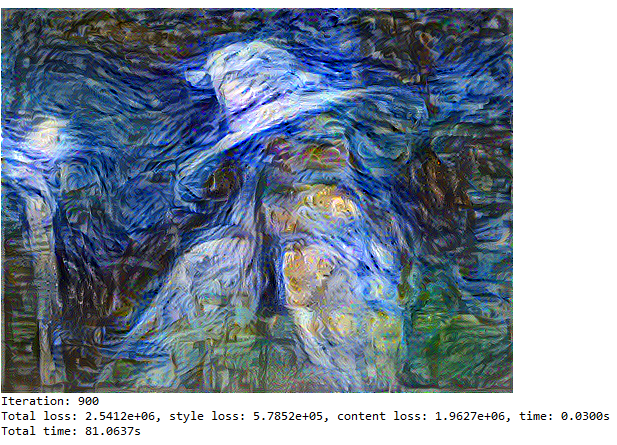 Iteration: 900
Total loss: 2.5412e+06, style loss: 5.7852e+05, content loss: 1.9627e+06, time: 0.0300s
Total time: 81.0637s